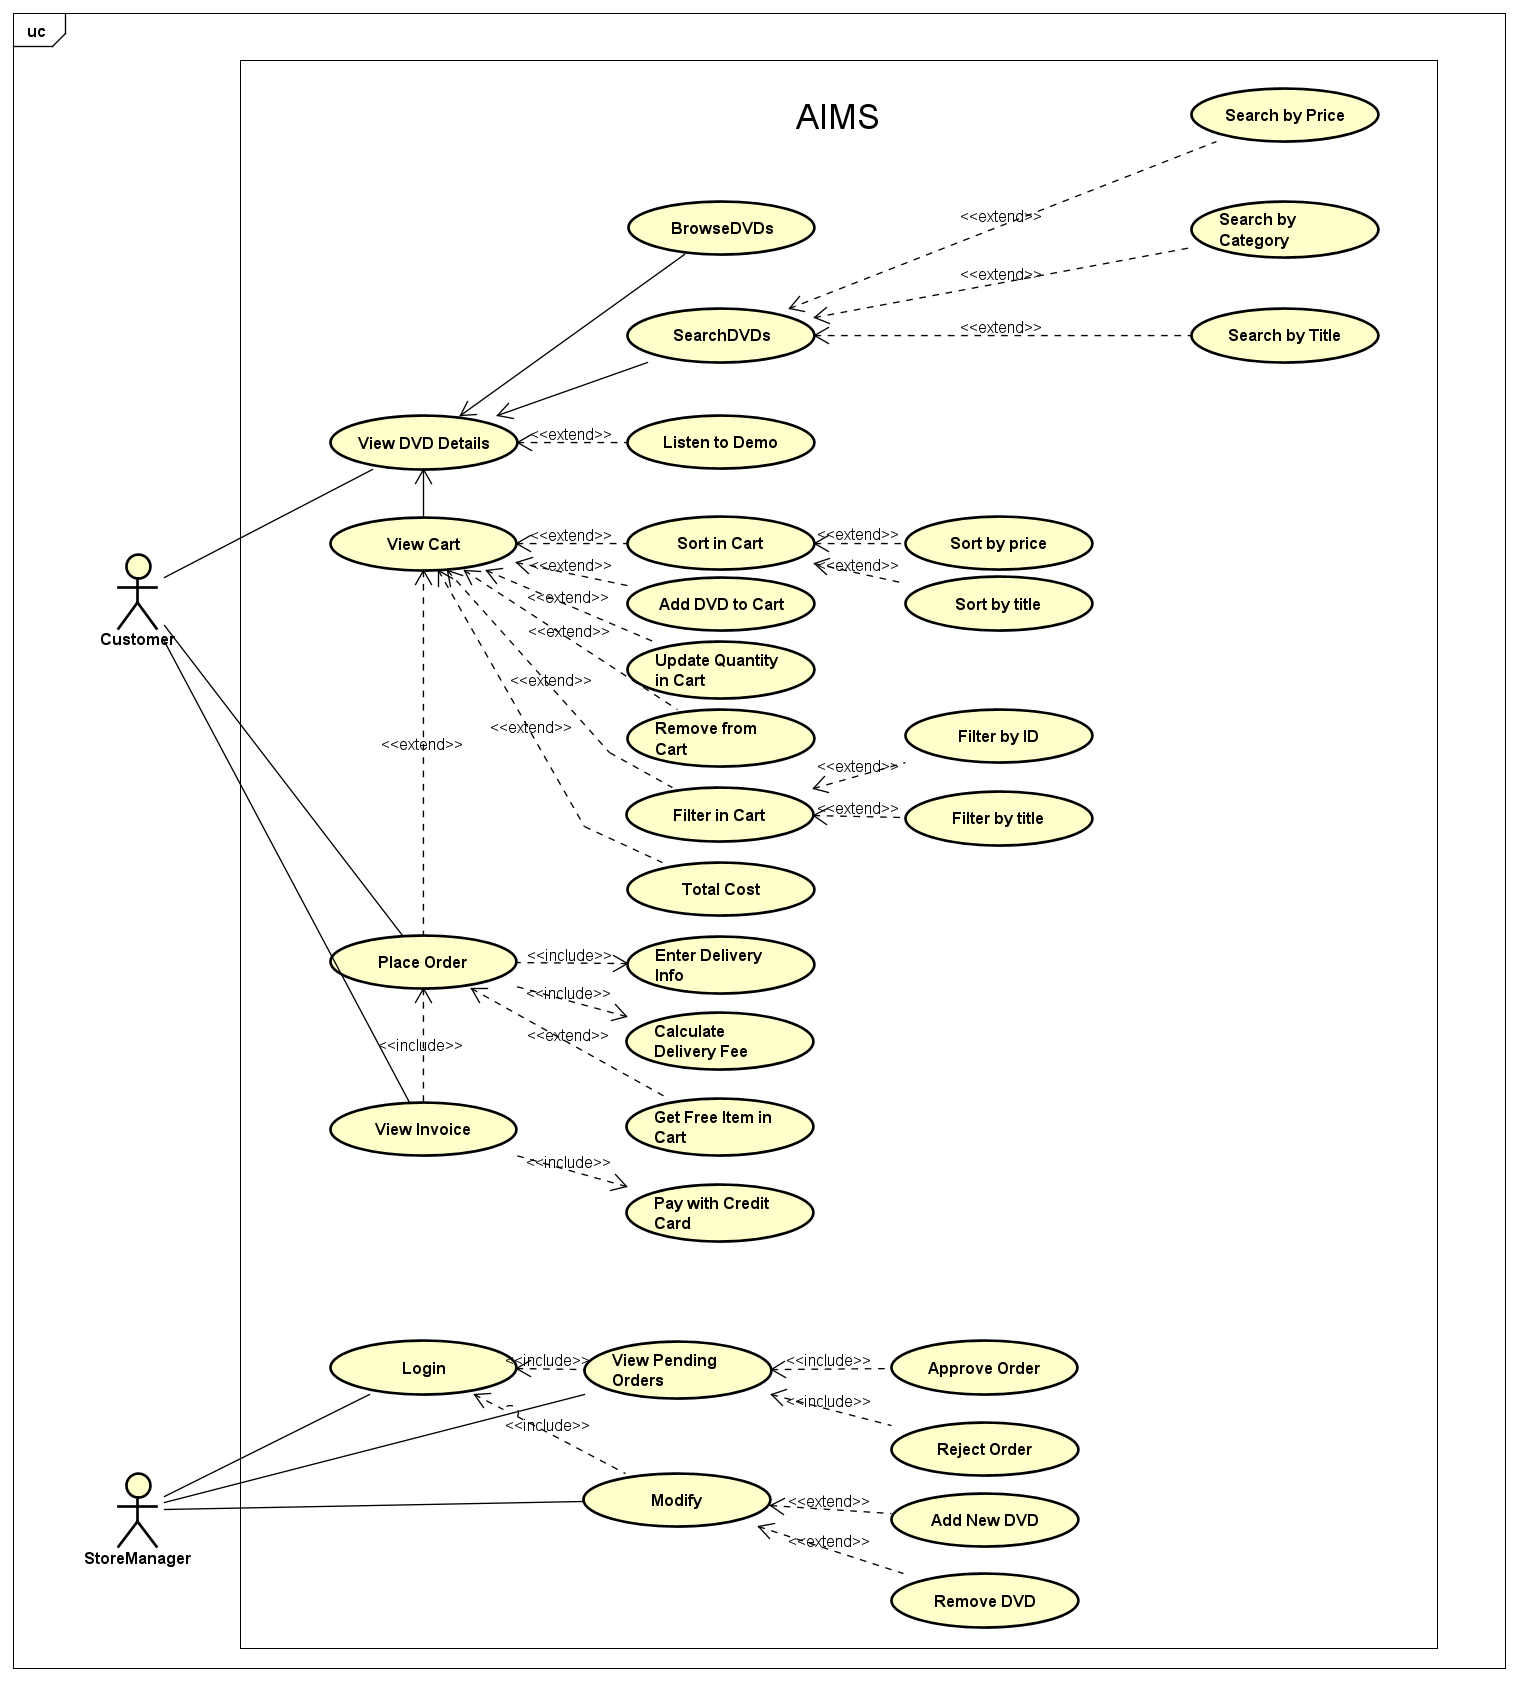 uc
AIMS
Search by Price
<<extend>>
BrowseDVDs
Search by
Category
<<extend>>
SearchDVDs
<<extend>>
Search by Title
View DVD Details
<<extend>>
Listen to Demo
View Cart
<<extend>>
Sort in Cart
<<extend>>
Sort by price
<<extend>>
Add DVD to Cart
<<extend>>
Sort by title
<<extend>>
Update Quantity
in Cart
<<extend>>
Customer
<<extend>>
Remove from
Cart
<<extend>>
<<extend>>
Filter by ID
<<extend>>
Filter in Cart
<<extend>>
Filter by title
Total Cost
Place Order
<<include>>
Enter Delivery
Info
<<include>>
Calculate
Delivery Fee
<<extend>>
<<include>>
Get Free Item in
Cart
View Invoice
<<include>>
Pay with Credit
Card
Login
<<include>>
View Pending
Orders
<<include>>
Approve Order
<<include>>
<<include>>
Reject Order
Modify
<<extend>>
Add New DVD
<<extend>>
StoreManager
Remove DVD